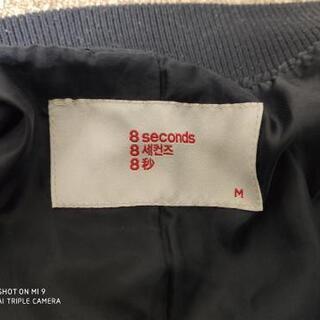 8 seconds
8 세컨즈
8 秒
M
SHOT ON MI 9
AI TRIPLE CAMERA